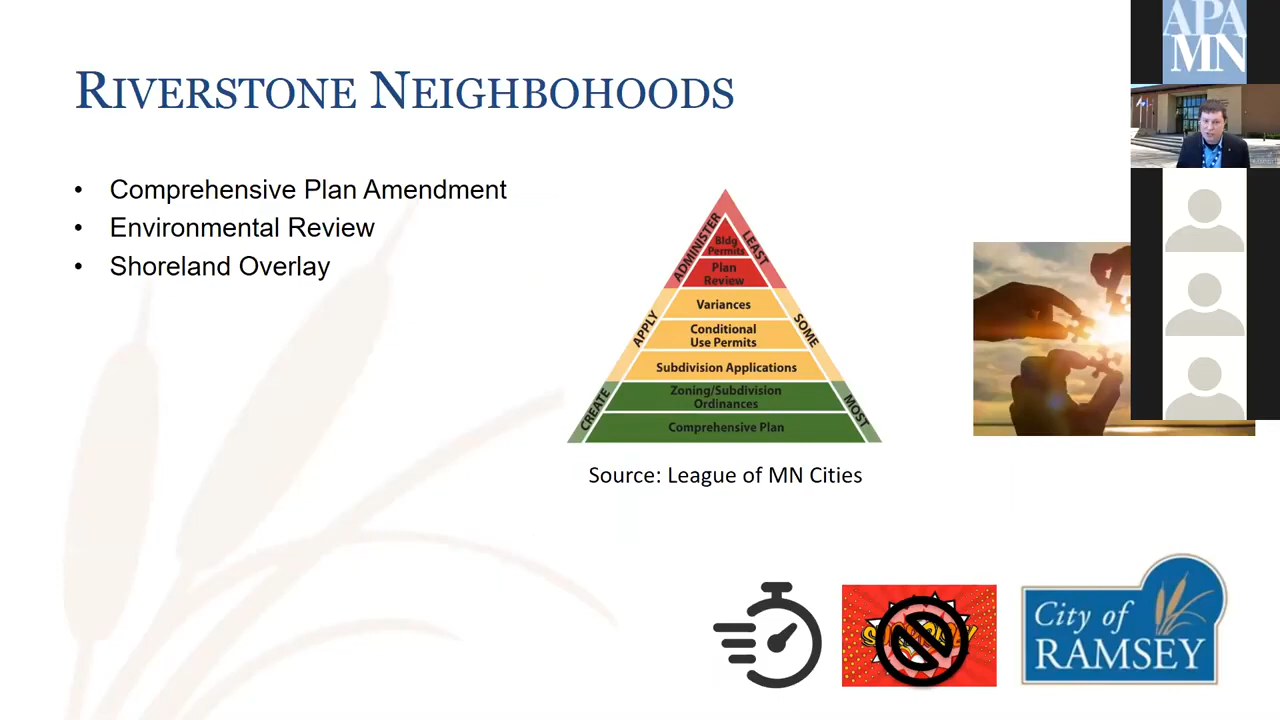 RIVERSTONE NEIGHBOHOODS
• Comprehensive Plan Amendment
• Environmental Review
• Shoreland Overlay
ADMINISTER
LEAST
Bldg
Permits
Plan
Review
APPLY
SOME
Variances
Conditional
Use Permits
Subdivision Applications
CREATE
MOST
Zoning/Subdivision
Ordinances
Comprehensive Plan
Source: League of MN Cities
City of
RAMSEY
APA
MN